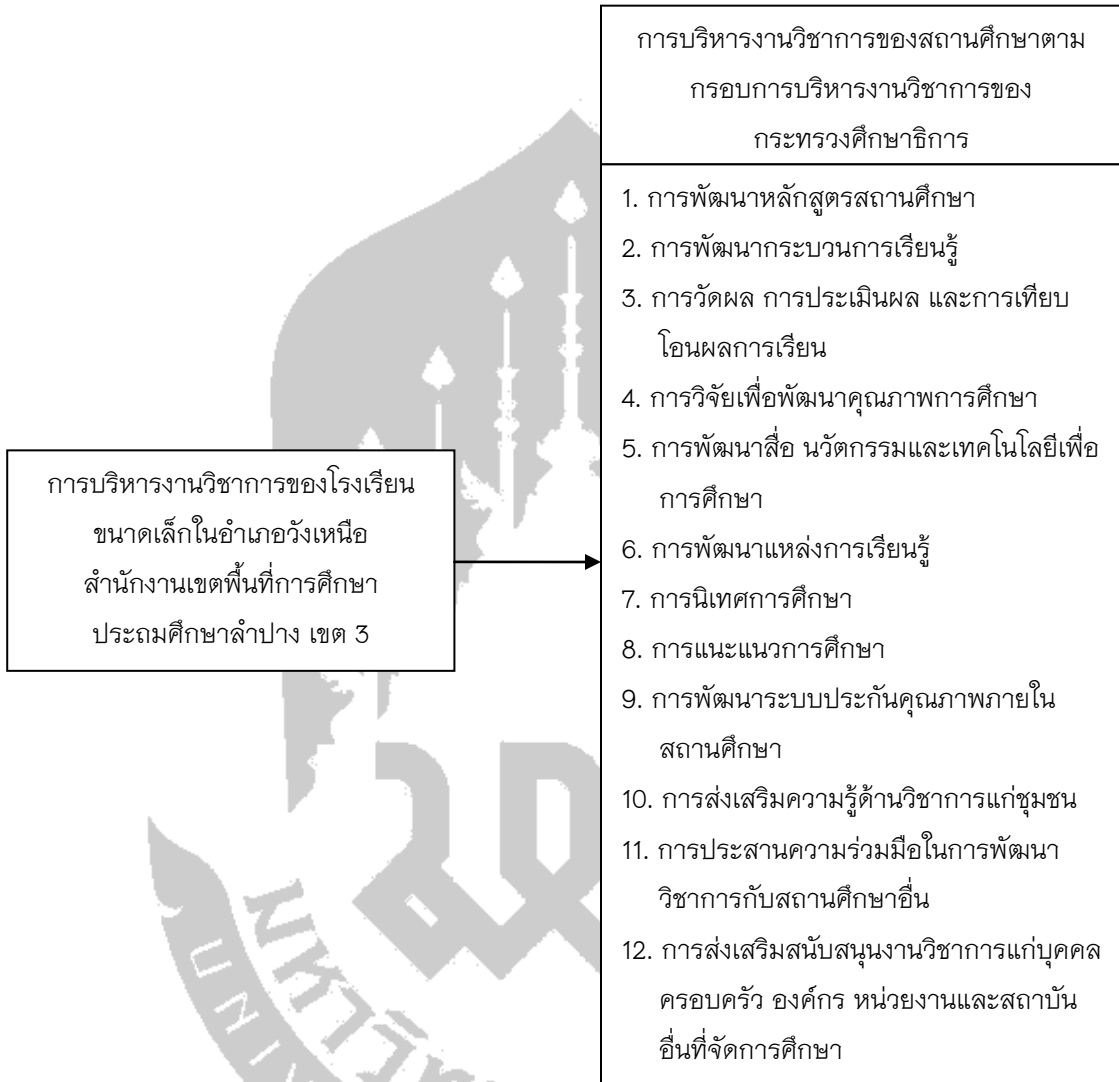 การบริหารงานวิชาการของสถานศึกษาตาม
กรอบการบริหารงานวิชาการของ
กระทรวงศึกษาธิการ
การบริหารงานวิชาการของโรงเรียน
ขนาดเล็กในอำเภอวังเหนือ
สำนักงานเขตพื้นที่การศึกษา
ประถมศึกษาลำปาง เขต 3
1. การพัฒนาหลักสูตรสถานศึกษา
2. การพัฒนากระบวนการเรียนรู้
3. การวัดผล การประเมินผล และการเทียบ
โอนผลการเรียน
4. การวิจัยเพื่อพัฒนาคุณภาพการศึกษา
5. การพัฒนาสื่อ นวัตกรรมและเทคโนโลยีเพื่อ
การศึกษา
6. การพัฒนาแหล่งการเรียนรู้
7. การนิเทศการศึกษา
8. การแนะแนวการศึกษา
9. การพัฒนาระบบประกันคุณภาพภายใน
สถานศึกษา
10. การส่งเสริมความรู้ด้านวิชาการแก่ชุมชน
11. การประสานความร่วมมือในการพัฒนา
วิชาการกับสถานศึกษาอื่น
12. การส่งเสริมสนับสนุนงานวิชาการแก่บุคคล
ครอบครัว องค์กร หน่วยงานและสถาบัน
อื่นที่จัดการศึกษา